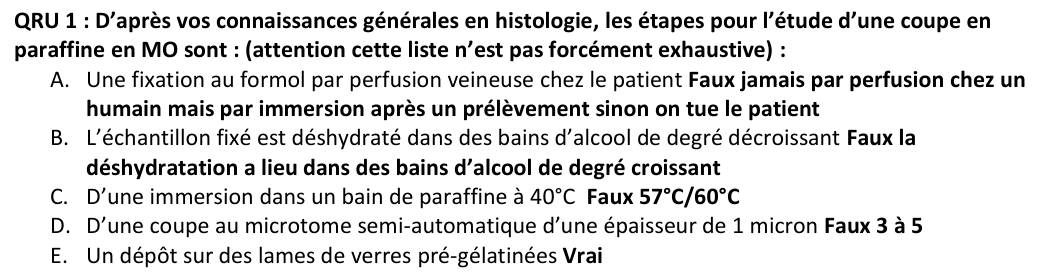 QRU 1 : D’après vos connaissances générales en histologie, les étapes pour l’étude d’une coupe en
paraffine en MO sont : (attention cette liste n’est pas forcément exhaustive) :
A. Une fixation au formol par perfusion veineuse chez le patient Faux jamais par perfusion chez un
humain mais par immersion après un prélèvement sinon on tue le patient
B. L’échantillon fixé est déshydraté dans des bains d’alcool de degré décroissant Faux la
déshydratation a lieu dans des bains d’alcool de degré croissant
C. D’une immersion dans un bain de paraffine à 40°C Faux 57°C/60°C
D. D’une coupe au microtome semi-automatique d’une épaisseur de 1 micron Faux 3 à 5
E. Un dépôt sur des lames de verres pré-gélatinées Vrai